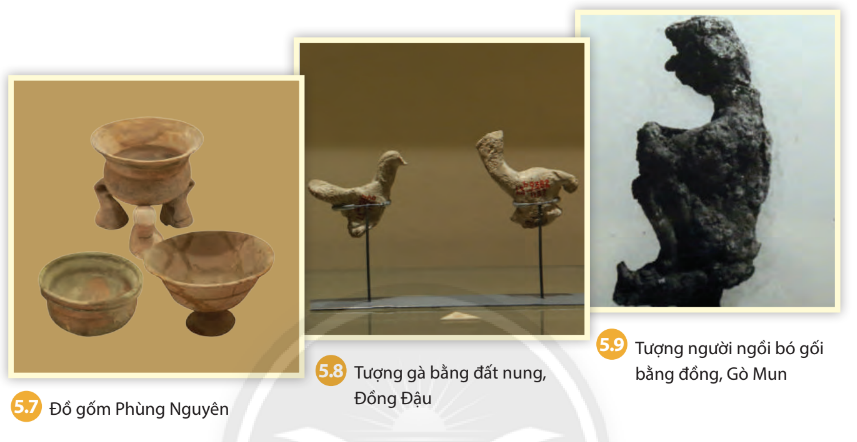 5.7 Đồ gốm Phùng Nguyên
5.8 Tượng gà bằng đất nung,
Đồng Đậu
5.9 Tượng người ngồi bó gối
bằng đồng, Gò Mun